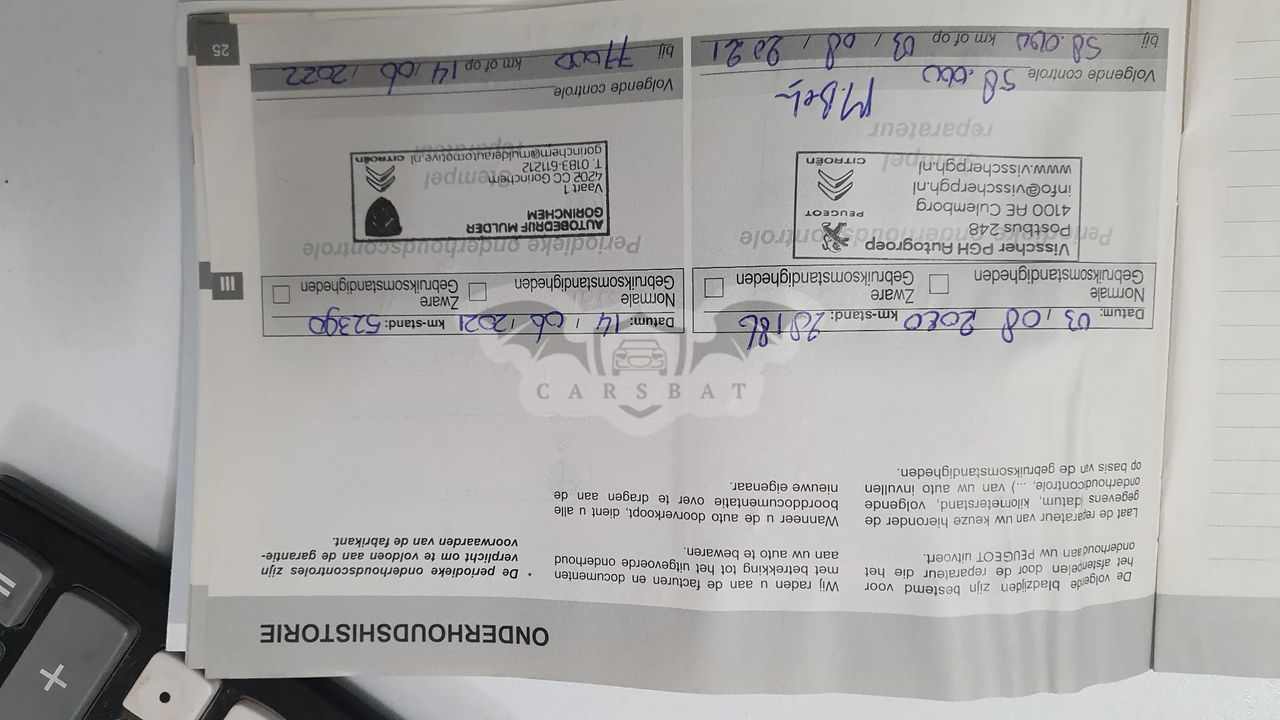 ONDERHOUDSHISTORIE
De volgende bladzijden zijn bestemd voor
het afstempelen door de reparateur die het
onderhoud aan uw PEUGEOT uitvoert.
Laat de reparateur van uw keuze hieronder de
gegevens (datum, kilometerstand, volgende
onderhoudcontrole, ...) van uw auto invullen
op basis van de gebruiksomstandigheden.
Wij raden u aan de facturen en documenten
met betrekking tot het uitgevoerde onderhoud
aan uw auto te bewaren.
Wanneer u de auto doorverkoopt, dient u alle
boorddocumentatie over te dragen aan de
nieuwe eigenaar.
• De periodieke onderhoudscontroles zijn
verplicht om te voldoen aan de garantie-
voorwaarden van de fabrikant.
CARSBAT
Datum: 03 / 08 2020 km-stand: 28186
Normale
Gebruiksomstandigheden
Zware
Gebruiksomstandigheden
Periodieke onderhoudscontrole
Visscher PGH Autogroep
Postbus 248
4100 AE Culemborg
info@visscherpgh.nl
www.visscherpgh.nl
PEUGEOT
CITROËN
Stempel
reparateur
Volgende controle 58.000
bij 58.000 km of op 03 / 08 / 2021
Datum: 14 / 06 / 2021 km-stand: 52390
Normale
Gebruiksomstandigheden
Zware
Gebruiksomstandigheden
Periodieke onderhoudscontrole
AUTOBEDRIJF MULDER
GORINCHEM
Vaart 1
4202 CC Gorinchem
T. 0183-611212
gorinchem@mulderautomotive.nl
CITROËN
Stempel
reparateur
Volgende controle
bij 77000 km of op 14 / 06 / 2022
III
25
+